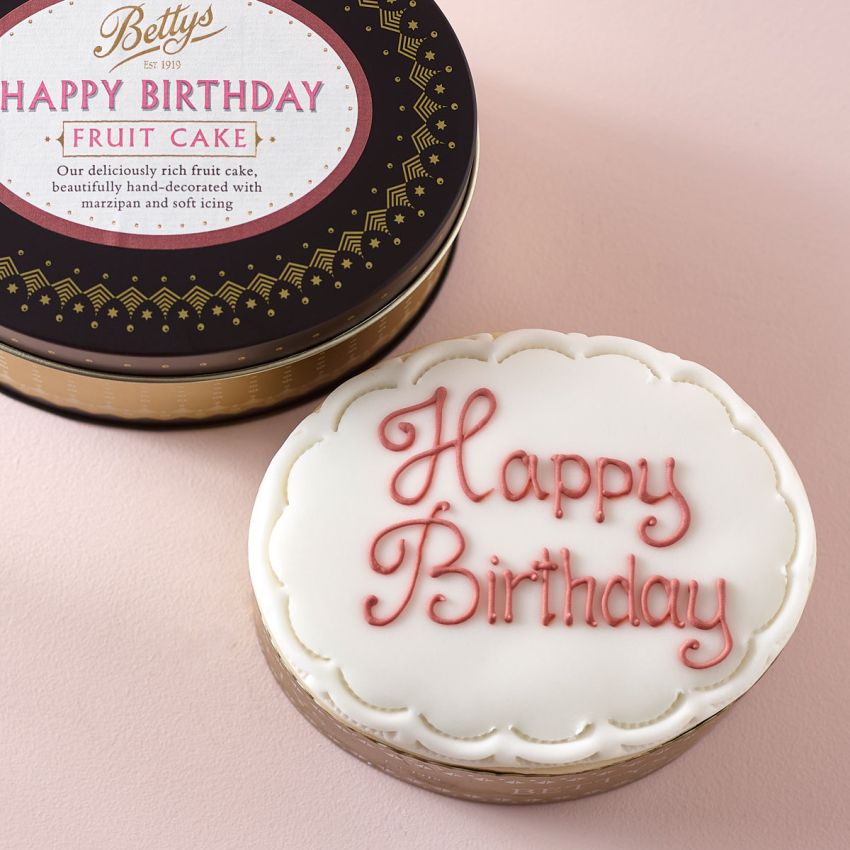 Bettys
EST. 1919
HAPPY BIRTHDAY
FRUIT CAKE
Our deliciously rich fruit cake,
beautifully hand-decorated with
marzipan and soft icing
Happy
Birthday